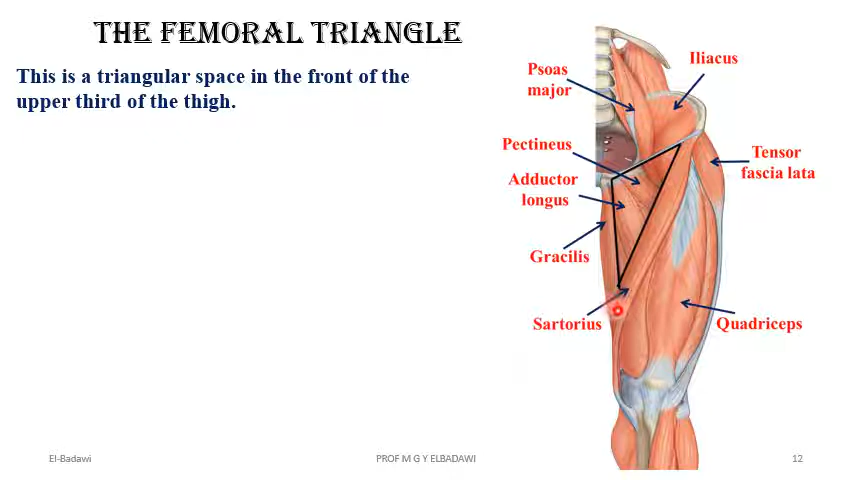 THE FEMORAL TRIANGLE
This is a triangular space in the front of the
upper third of the thigh.
Iliacus
Psoas
major
Pectineus
Tensor
fascia lata
Adductor
longus
Gracilis
Sartorius
Quadriceps
El-Badawi
PROF M G Y ELBADAWI
12